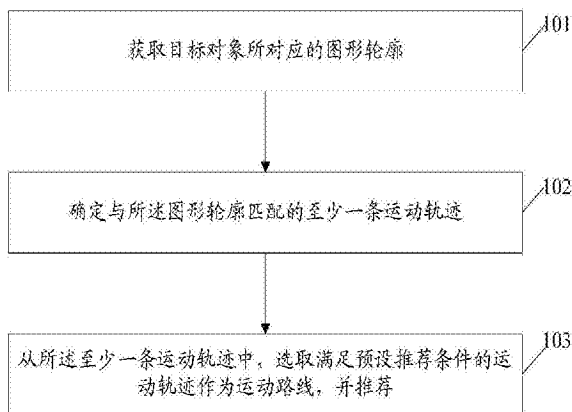 101
获取目标对象所对应的图形轮廓
102
确定与所述图形轮廓匹配的至少一条运动轨迹
103
从所述至少一条运动轨迹中，选取满足预设推荐条件的运
动轨迹作为运动路线，并推荐